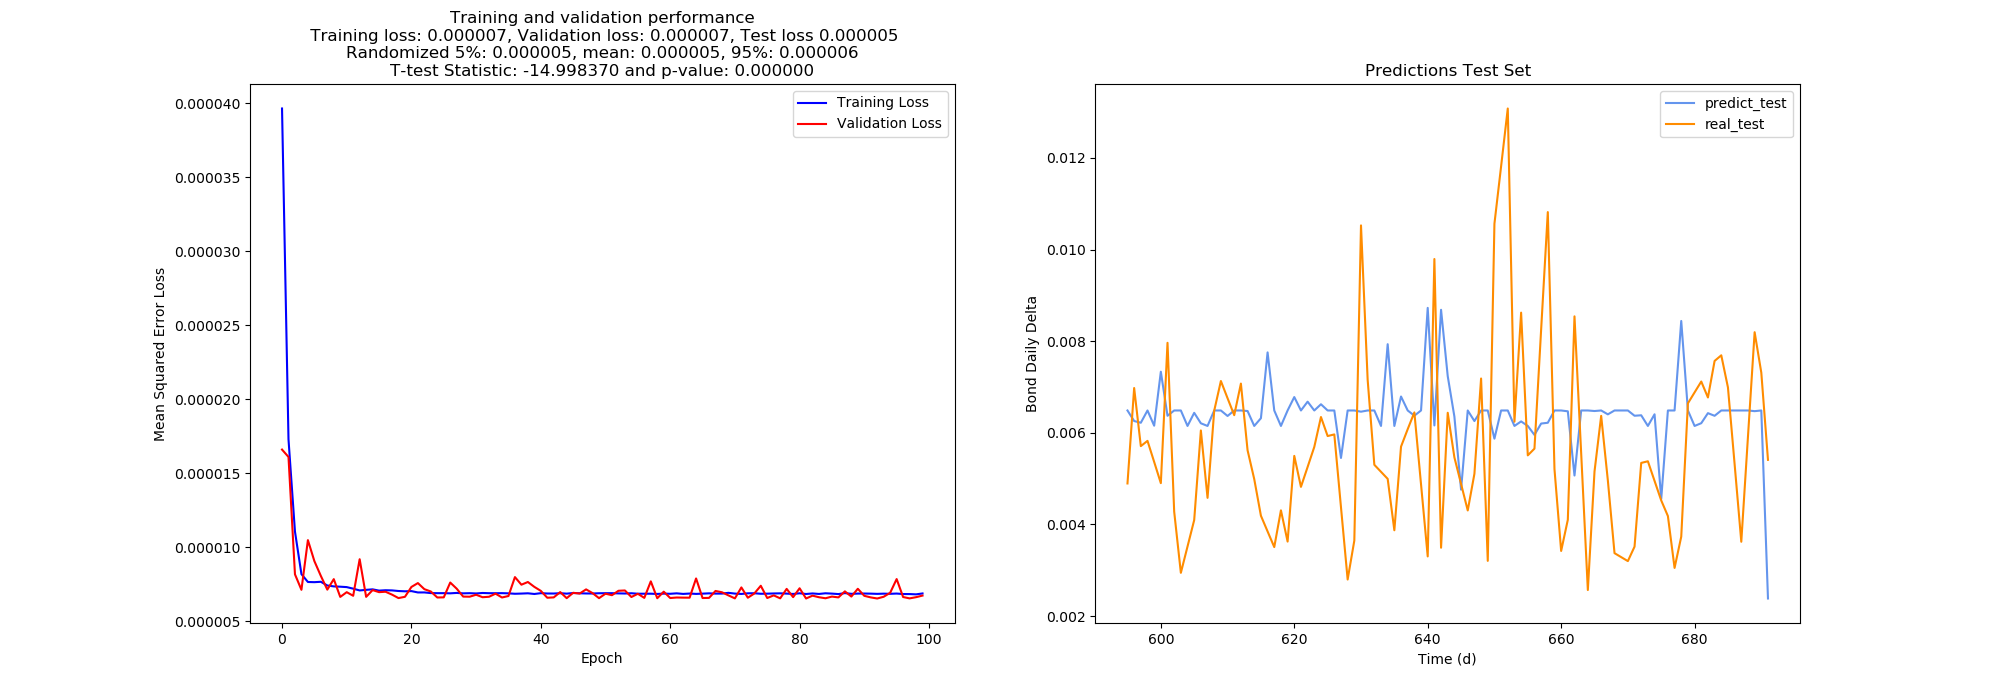 Training and validation performance
Training loss: 0.000007, Validation loss: 0.000007, Test loss 0.000005
Randomized 5%: 0.000005, mean: 0.000005, 95%: 0.000006
T-test Statistic: -14.998370 and p-value: 0.000000
Training Loss
Validation Loss
Mean Squared Error Loss
0.000040
0.000035
0.000030
0.000025
0.000020
0.000015
0.000010
0.000005
0 20 40 60 80 100
Epoch
Predictions Test Set
predict_test
real_test
Bond Daily Delta
0.012
0.010
0.008
0.006
0.004
0.002
600 620 640 660 680
Time (d)